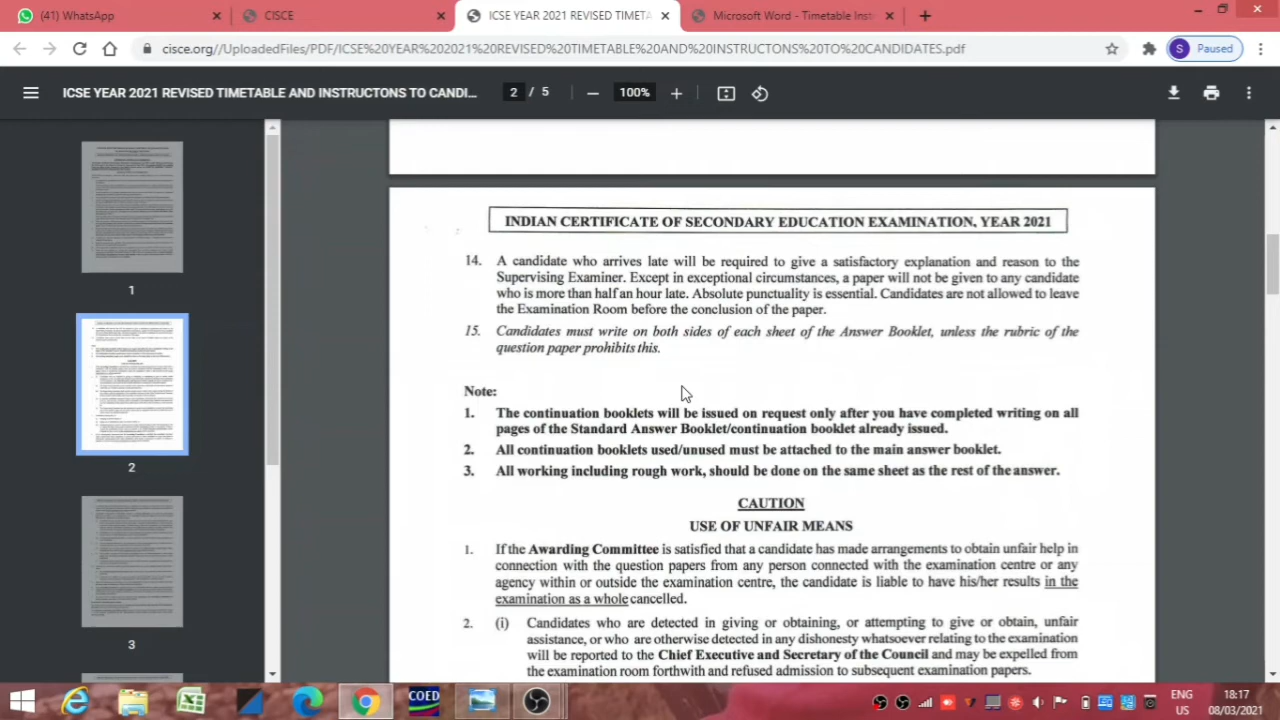 (41) WhatsApp
CISCE
ICSE YEAR 2021 REVISED TIMETA
Microsoft Word - Timetable Inst
cisce.org//UploadedFiles/PDF/ICSE%20YEAR%202021%20REVISED%20TIMETABLE%20AND%20INSTRUCTONS%20TO%20CANDIDATES.pdf
S Paused
ICSE YEAR 2021 REVISED TIMETABLE AND INSTRUCTONS TO CANDI...
2 / 5
100%
1
2
3
INDIAN CERTIFICATE OF SECONDARY EDUCATION EXAMINATION, YEAR 2021
14. A candidate who arrives late will be required to give a satisfactory explanation and reason to the
Supervising Examiner. Except in exceptional circumstances, a paper will not be given to any candidate
who is more than half an hour late. Absolute punctuality is essential. Candidates are not allowed to leave
the Examination Room before the conclusion of the paper.
15. Candidates must write on both sides of each sheet of the Answer Booklet, unless the rubric of the
question paper prohibits this.
Note:
1. The continuation booklets will be issued on request only after you have completed writing on all
pages of the Standard Answer Booklet/continuation booklet already issued.
2. All continuation booklets used/unused must be attached to the main answer booklet.
3. All working including rough work, should be done on the same sheet as the rest of the answer.
CAUTION
USE OF UNFAIR MEANS
1. If the Awarding Committee is satisfied that a candidate has made arrangements to obtain unfair help in
connection with the question papers from any person connected with the examination centre or any
agency within or outside the examination centre, the candidate is liable to have his/her results in the
examination as a whole cancelled.
2. (i) Candidates who are detected in giving or obtaining, or attempting to give or obtain, unfair
assistance, or who are otherwise detected in any dishonesty whatsoever relating to the examination
will be reported to the Chief Executive and Secretary of the Council and may be expelled from
the examination room forthwith and refused admission to subsequent examination papers.
COED
ENG
US
18:17
08/03/2021